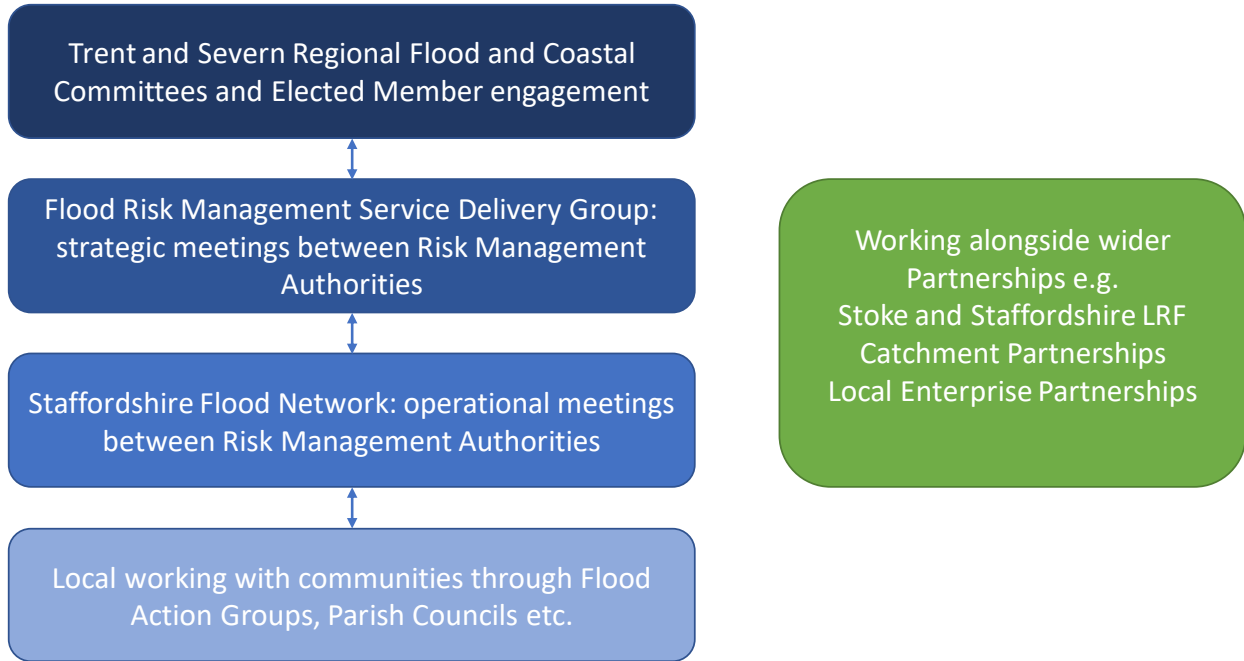 Trent and Severn Regional Flood and Coastal
Committees and Elected Member engagement
Flood Risk Management Service Delivery Group:
strategic meetings between Risk Management
Authorities
Staffordshire Flood Network: operational meetings
between Risk Management Authorities
Local working with communities through Flood
Action Groups, Parish Councils etc.
Working alongside wider
Partnerships e.g.
Stoke and Staffordshire LRF
Catchment Partnerships
Local Enterprise Partnerships